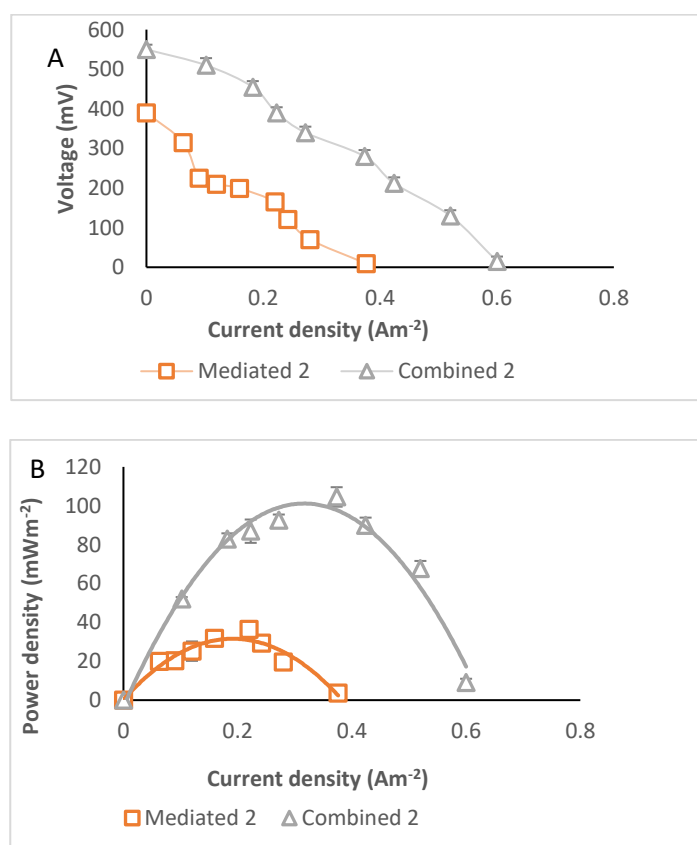 A
Voltage (mV)
600
500
400
300
200
100
0
0 0.2 0.4 0.6 0.8
Current density (Am⁻²)
Mediated 2 Combined 2
B
Power density (mWm⁻²)
120
100
80
60
40
20
0
0 0.2 0.4 0.6 0.8
Current density (Am⁻²)
Mediated 2 Combined 2